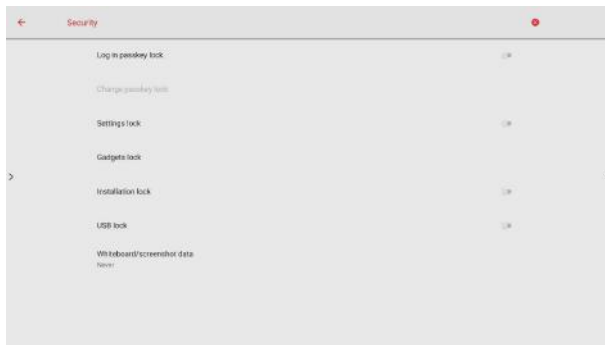 Security
Log in passkey lock
Change passkey lock
Settings lock
Gadgets lock
Installation lock
USB lock
Whiteboard/screenshot data
Never